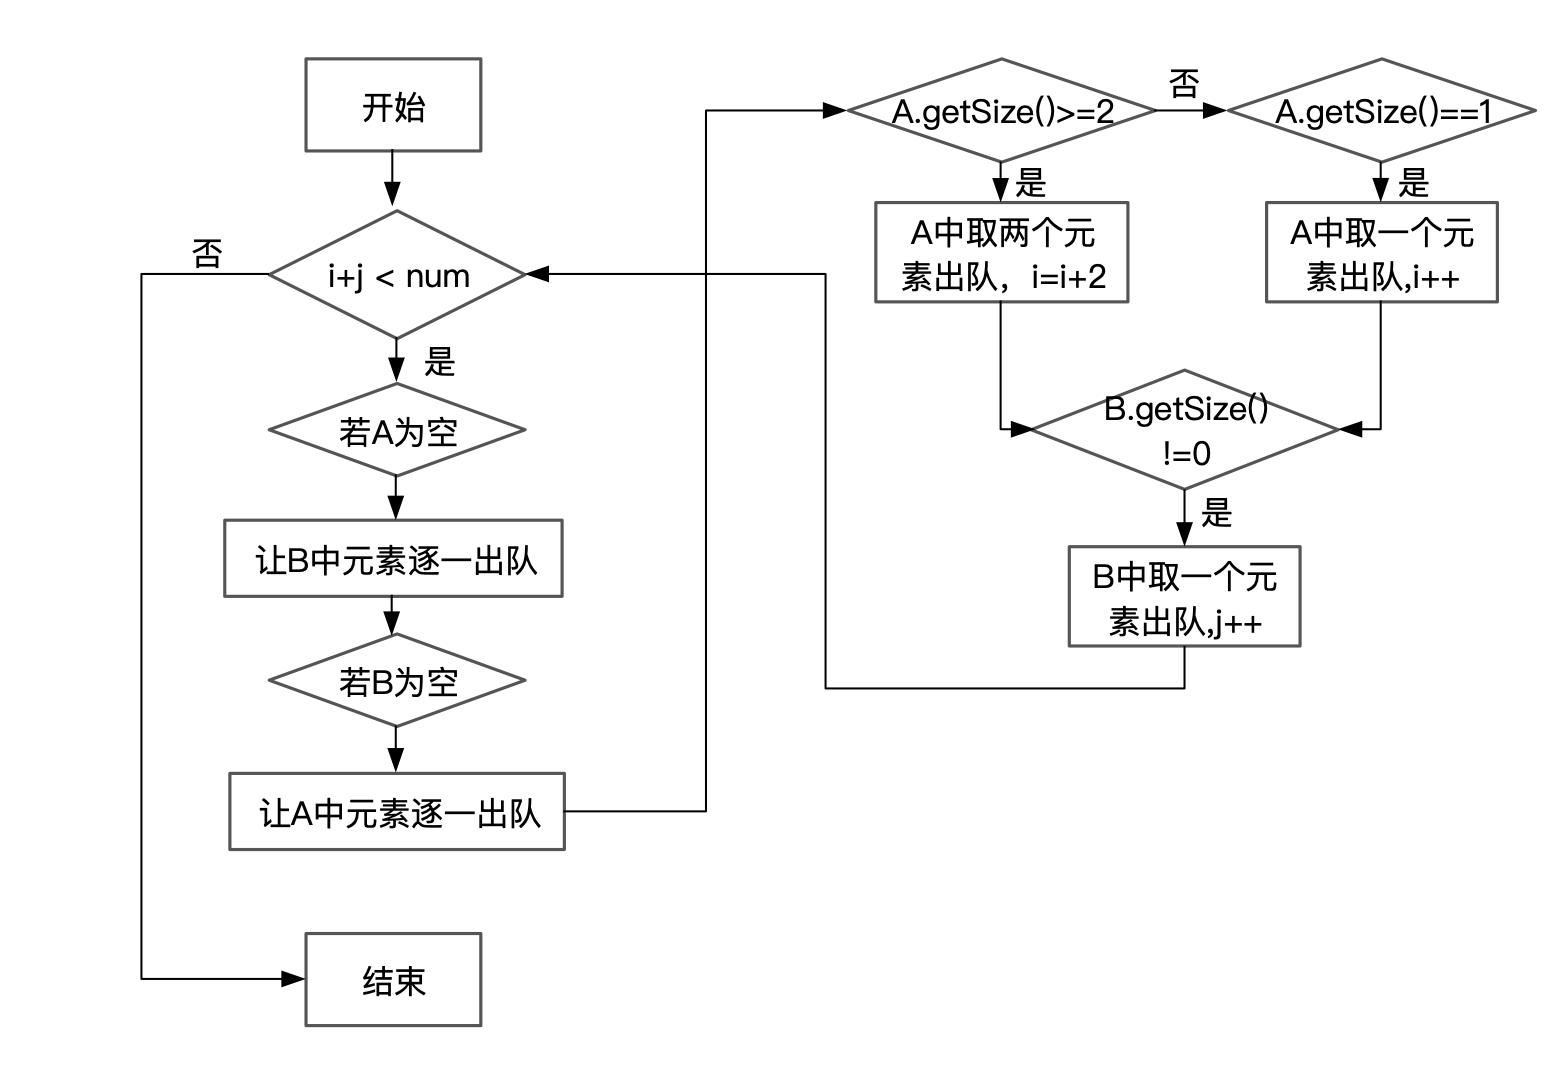 开始
否
i+j < num
是
若A为空
让B中元素逐一出队
若B为空
让A中元素逐一出队
结束
A.getSize()>=2
否
A.getSize()==1
是
A中取两个元
素出队，i=i+2
是
A中取一个元
素出队,i++
B.getSize()
!=0
是
B中取一个元
素出队,j++